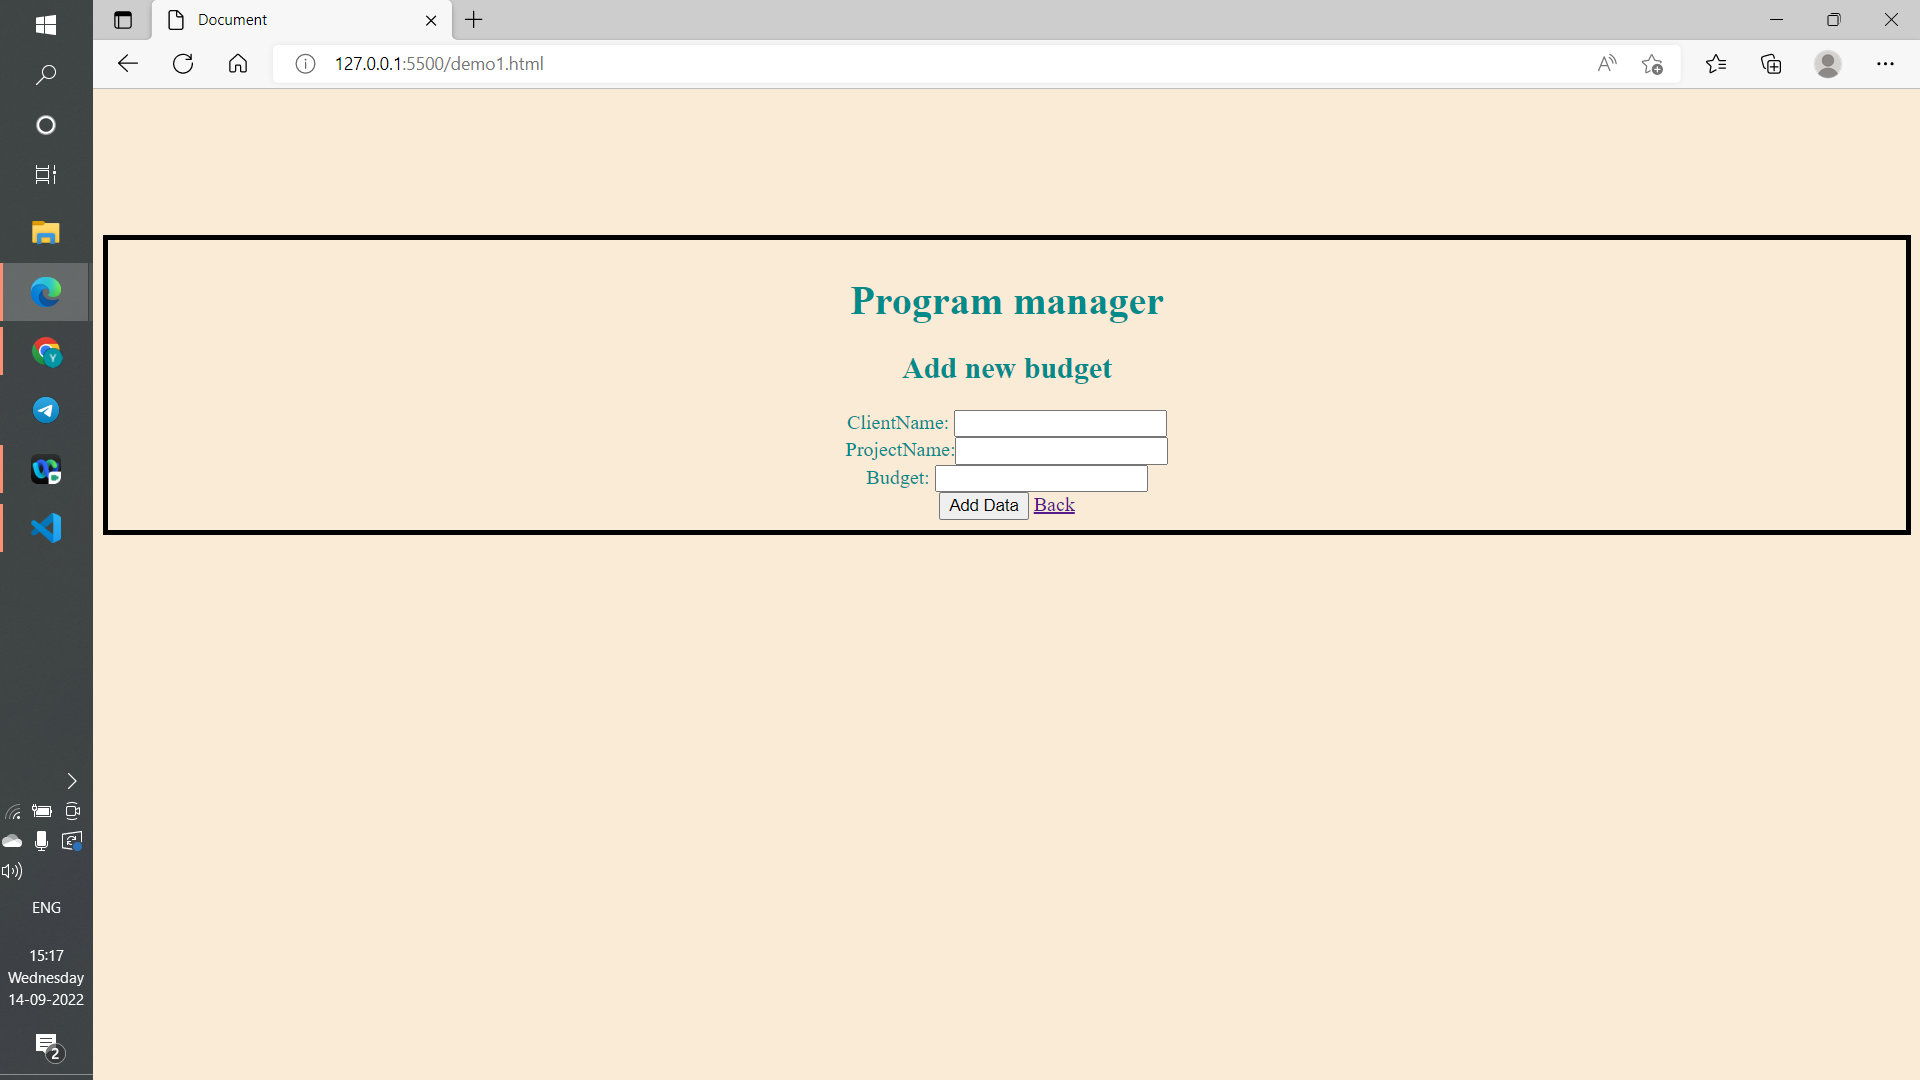 Document
127.0.0.1:5500/demo1.html
Program manager
Add new budget
ClientName:
ProjectName:
Budget:
Add Data Back
Y
ENG
15:17
Wednesday
14-09-2022
2